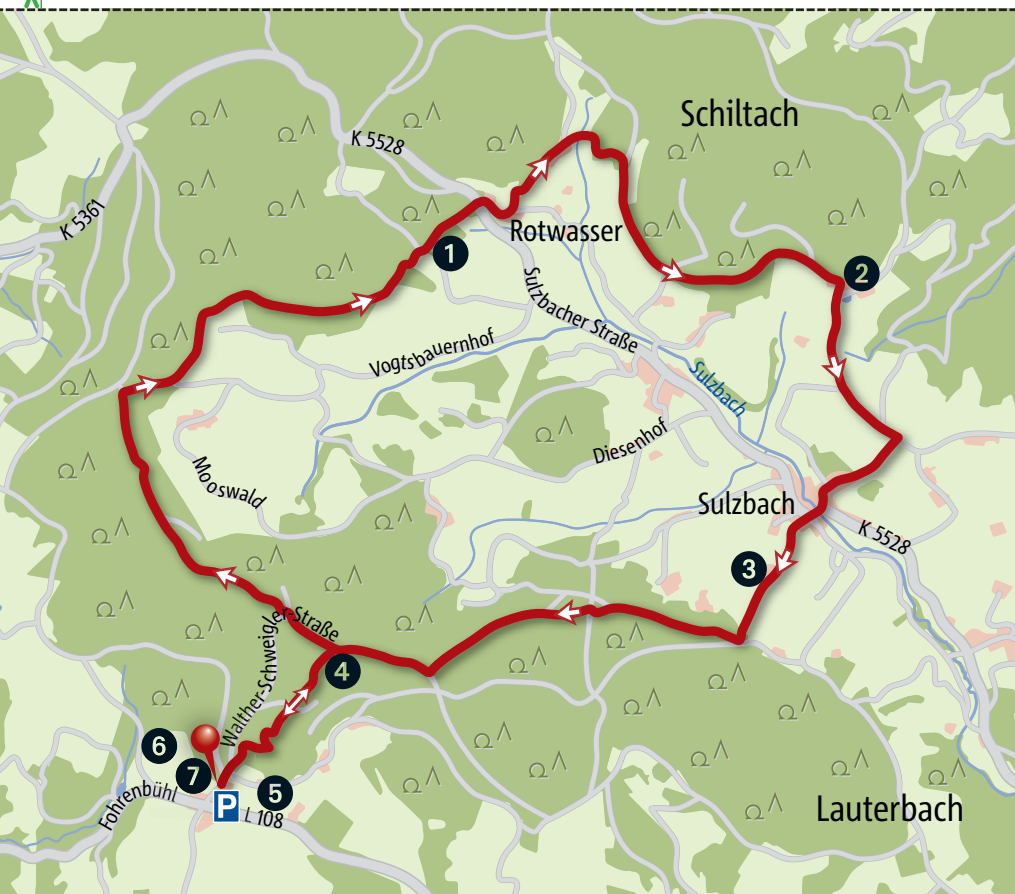 Schiltach
K 5528
K 5361
1
Rotwasser
2
Sulzbacher Straße
Vogtsbauernhof
Sulzbach
Diesenhof
Mooswald
Sulzbach
K 5528
3
Walther-Schweigler-Straße
4
6
7
5
P
Fohrenbühl
L 108
Lauterbach